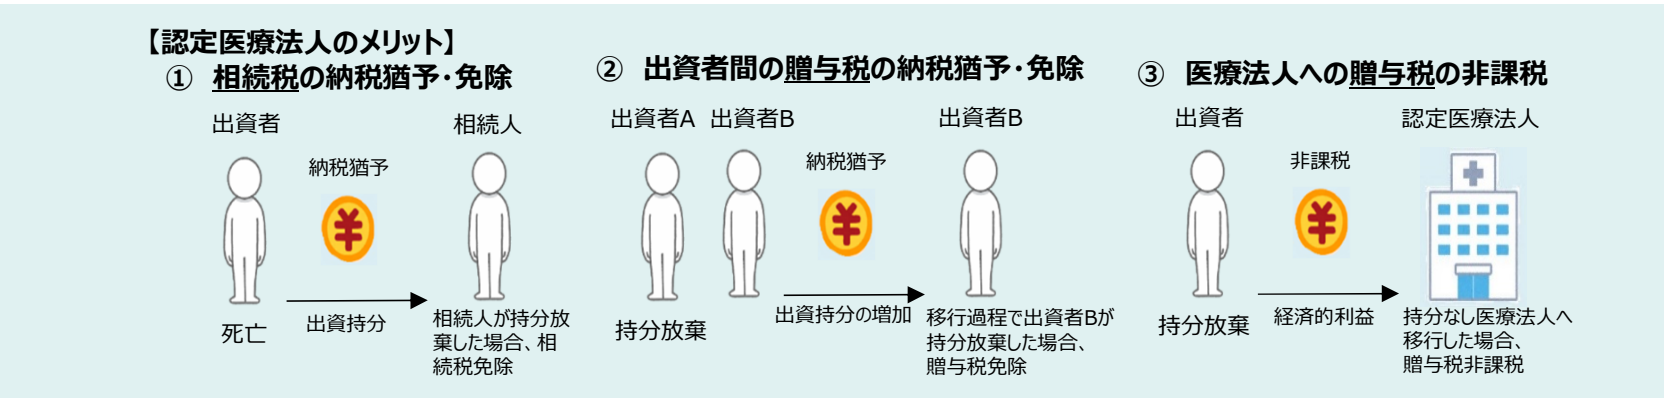 【認定医療法人のメリット】
① 相続税の納税猶予・免除
出資者
相続人
納税猶予
¥
死亡
出資持分
相続人が持分放
棄した場合、相
続税免除
② 出資者間の贈与税の納税猶予・免除
出資者A 出資者B
出資者B
納税猶予
¥
持分放棄
出資持分の増加
移行過程で出資者Bが
持分放棄した場合、
贈与税免除
③ 医療法人への贈与税の非課税
出資者
認定医療法人
非課税
¥
持分放棄
経済的利益
持分なし医療法人へ
移行した場合、
贈与税非課税